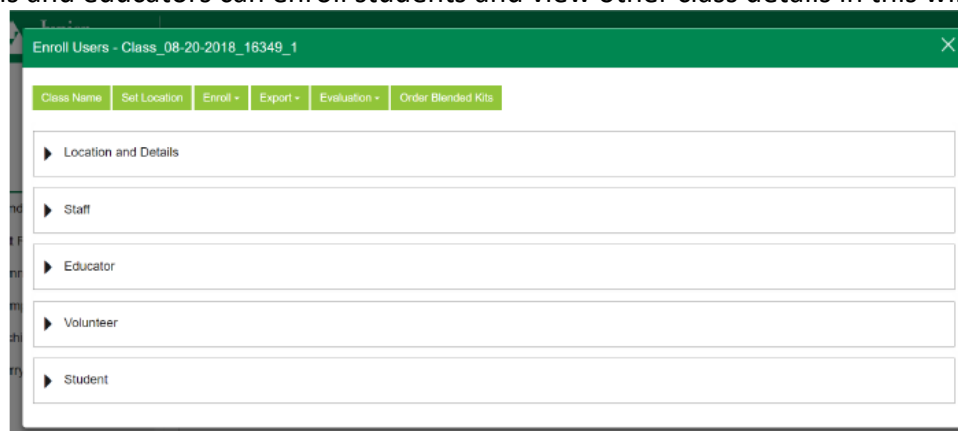 and educators can enroll students and view other class details in this
Enroll Users - Class_08-20-2018_16349_1
Class Name Set Location Enroll Export Evaluation Order Blended Kits
Location and Details
Staff
Educator
Volunteer
Student